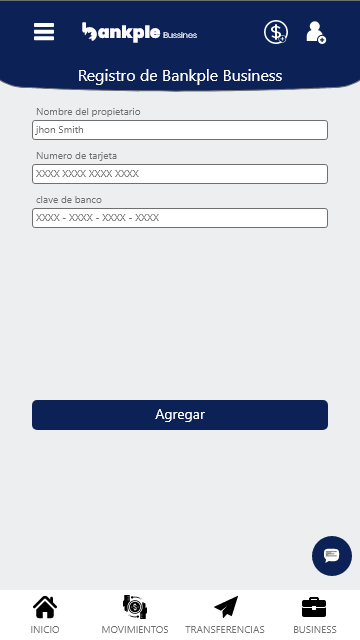 bankple Bussines
Registro de Bankple Business
Nombre del propietario
jhon Smith
Numero de tarjeta
XXXX XXXX XXXX XXXX
clave de banco
XXXX - XXXX - XXXX - XXXX
Agregar
INICIO MOVIMIENTOS TRANSFERENCIAS BUSINESS